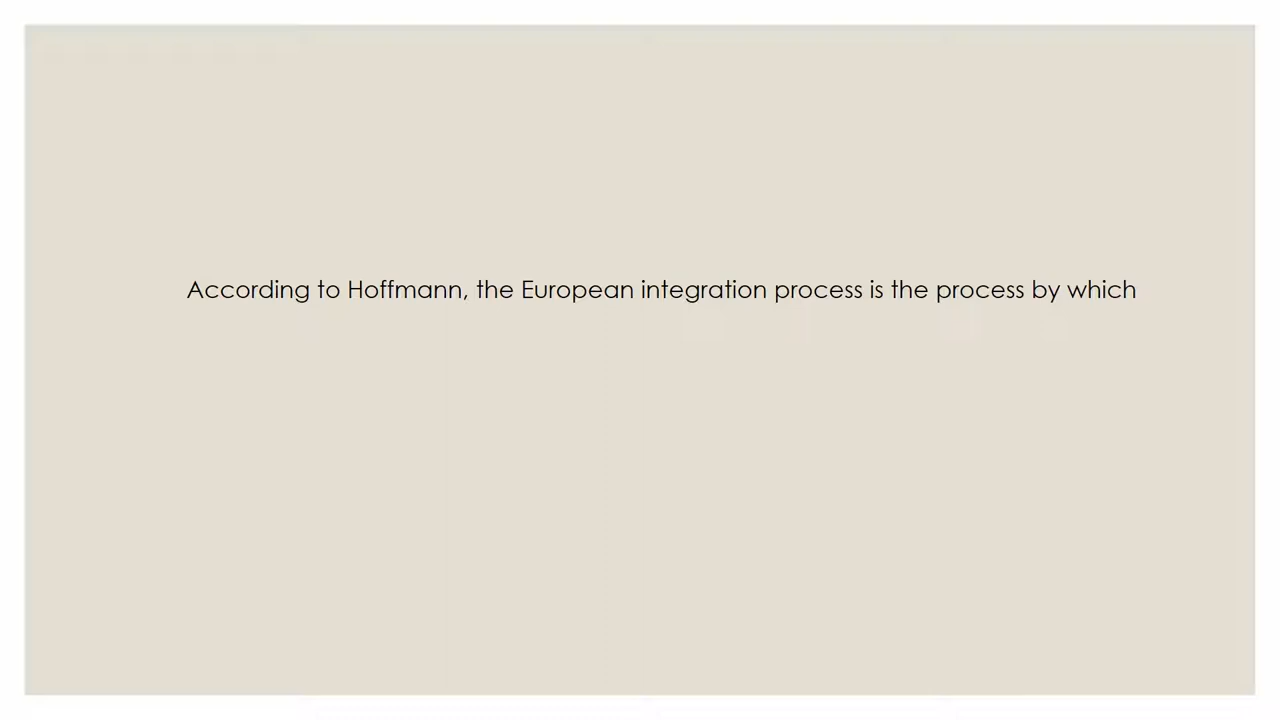 According to Hoffmann, the European integration process is the process by which